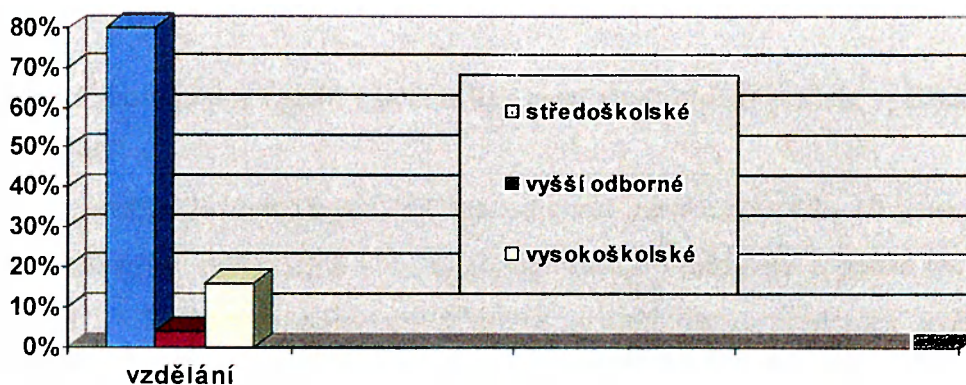 80%
70%
60%
50%
40%
30%
20%
10%
0%
středoškolské
vyšší odborné
vysokoškolské
vzdělání